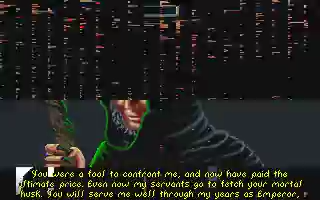 You were a fool to confront me, and now have paid the
ultimate price. Even now my servants go to fetch your mortal
husk. You will serve me well through my years as Emperor,